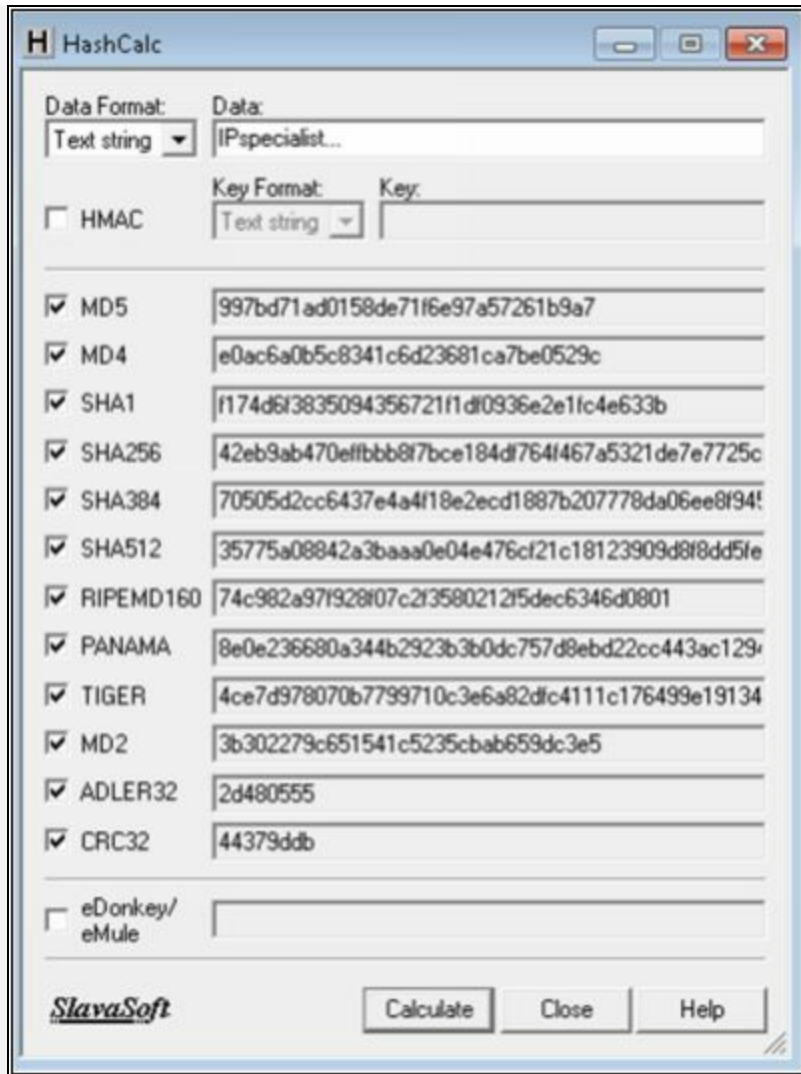 H HashCalc
Data Format: Data:
Text string IPspecialist...
Key Format: Key:
HMAC Text string
MD5 997bd71ad0158de71f6e97a57261b9a7
MD4 e0ac6a0b5c8341c6d23681ca7be0529c
SHA1 f174d6f3835094356721f1df0936e2e1fc4e633b
SHA256 42eb9ab470effbbb8f7bce184df764f467a5321de7e7725c
SHA384 70505d2cc6437e4a4f18e2ecd1887b207778da06ee8f945
SHA512 35775a08842a3baaa0e04e476cf21c18123909d8f8dd5fe
RIPEMD160 74c982a97f928f07c2f3580212f5dec6346d0801
PANAMA 8e0e236680a344b2923b3b0dc757d8ebd22cc443ac1294
TIGER 4ce7d978070b7799710c3e6a82dfc4111c176499e19134
MD2 3b302279c651541c5235cbab659dc3e5
ADLER32 2d480555
CRC32 44379ddb
eDonkey/
eMule
SlavaSoft Calculate Close Help